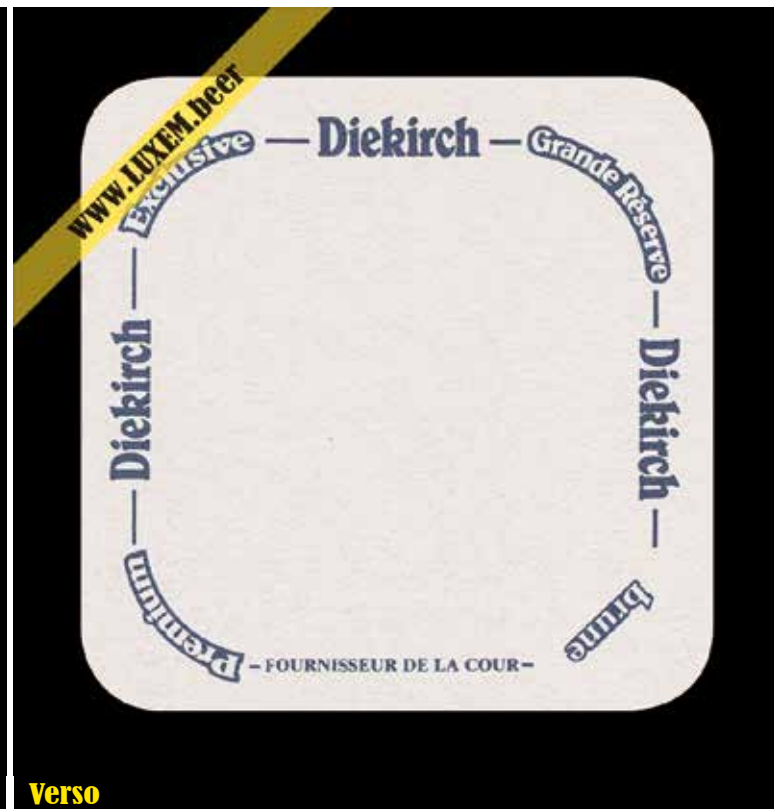 www.LUXEM.beer
Exclusive
Diekirch
Grande Réserve
Diekirch
brune
FOURNISSEUR DE LA COUR
Premium
Diekirch
Verso